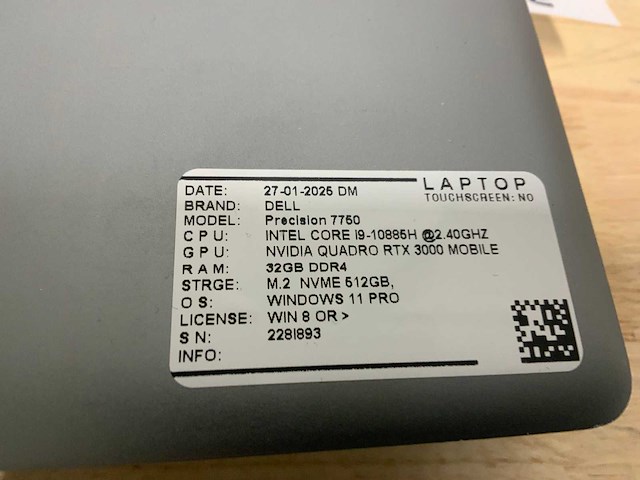 LAPTOP
TOUCHSCREEN: NO
DATE: 27-01-2025 DM
BRAND: DELL
MODEL: Precision 7750
CPU: INTEL CORE I9-10885H @2.40GHZ
GPU: NVIDIA QUADRO RTX 3000 MOBILE
RAM: 32GB DDR4
STRGE: M.2 NVME 512GB,
OS: WINDOWS 11 PRO
LICENSE: WIN 8 OR >
SN: 228I893
INFO: